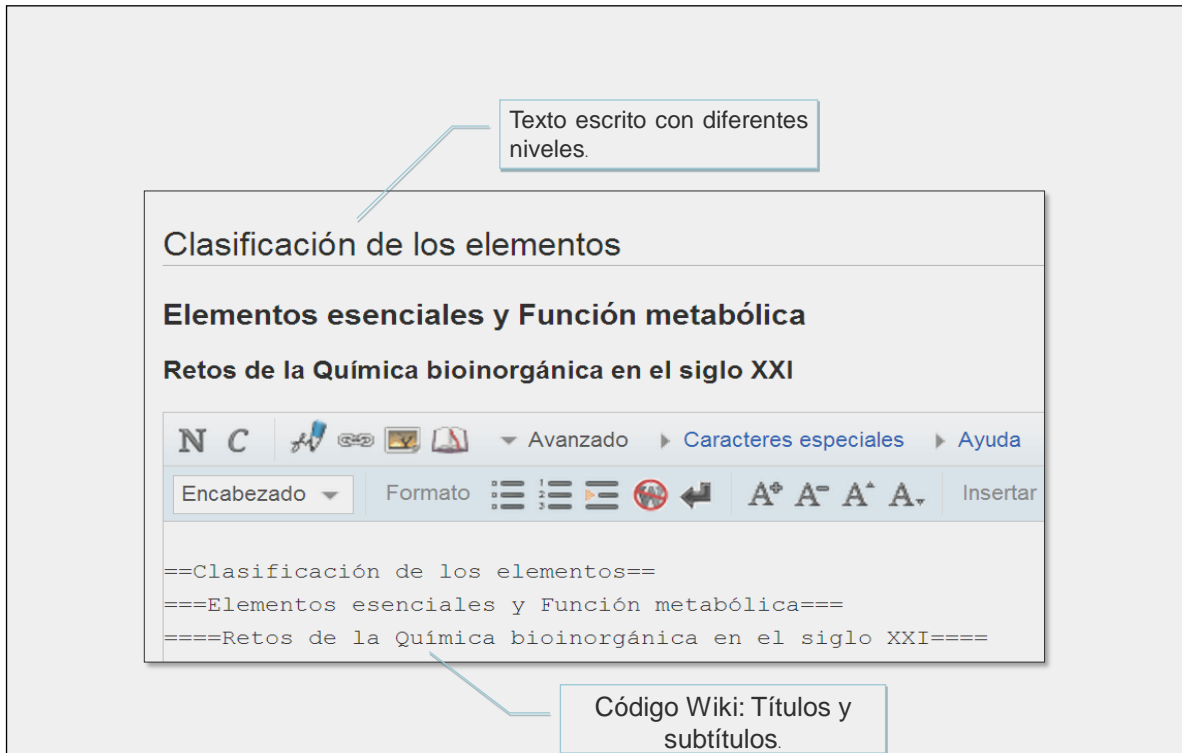 Texto escrito con diferentes
niveles.
Clasificación de los elementos
Elementos esenciales y Función metabólica
Retos de la Química bioinorgánica en el siglo XXI
N C Avanzado Caracteres especiales Ayuda
Encabezado Formato A A A A Insertar
==Clasificación de los elementos==
===Elementos esenciales y Función metabólica===
====Retos de la Química bioinorgánica en el siglo XXI====
Código Wiki: Títulos y
subtítulos.